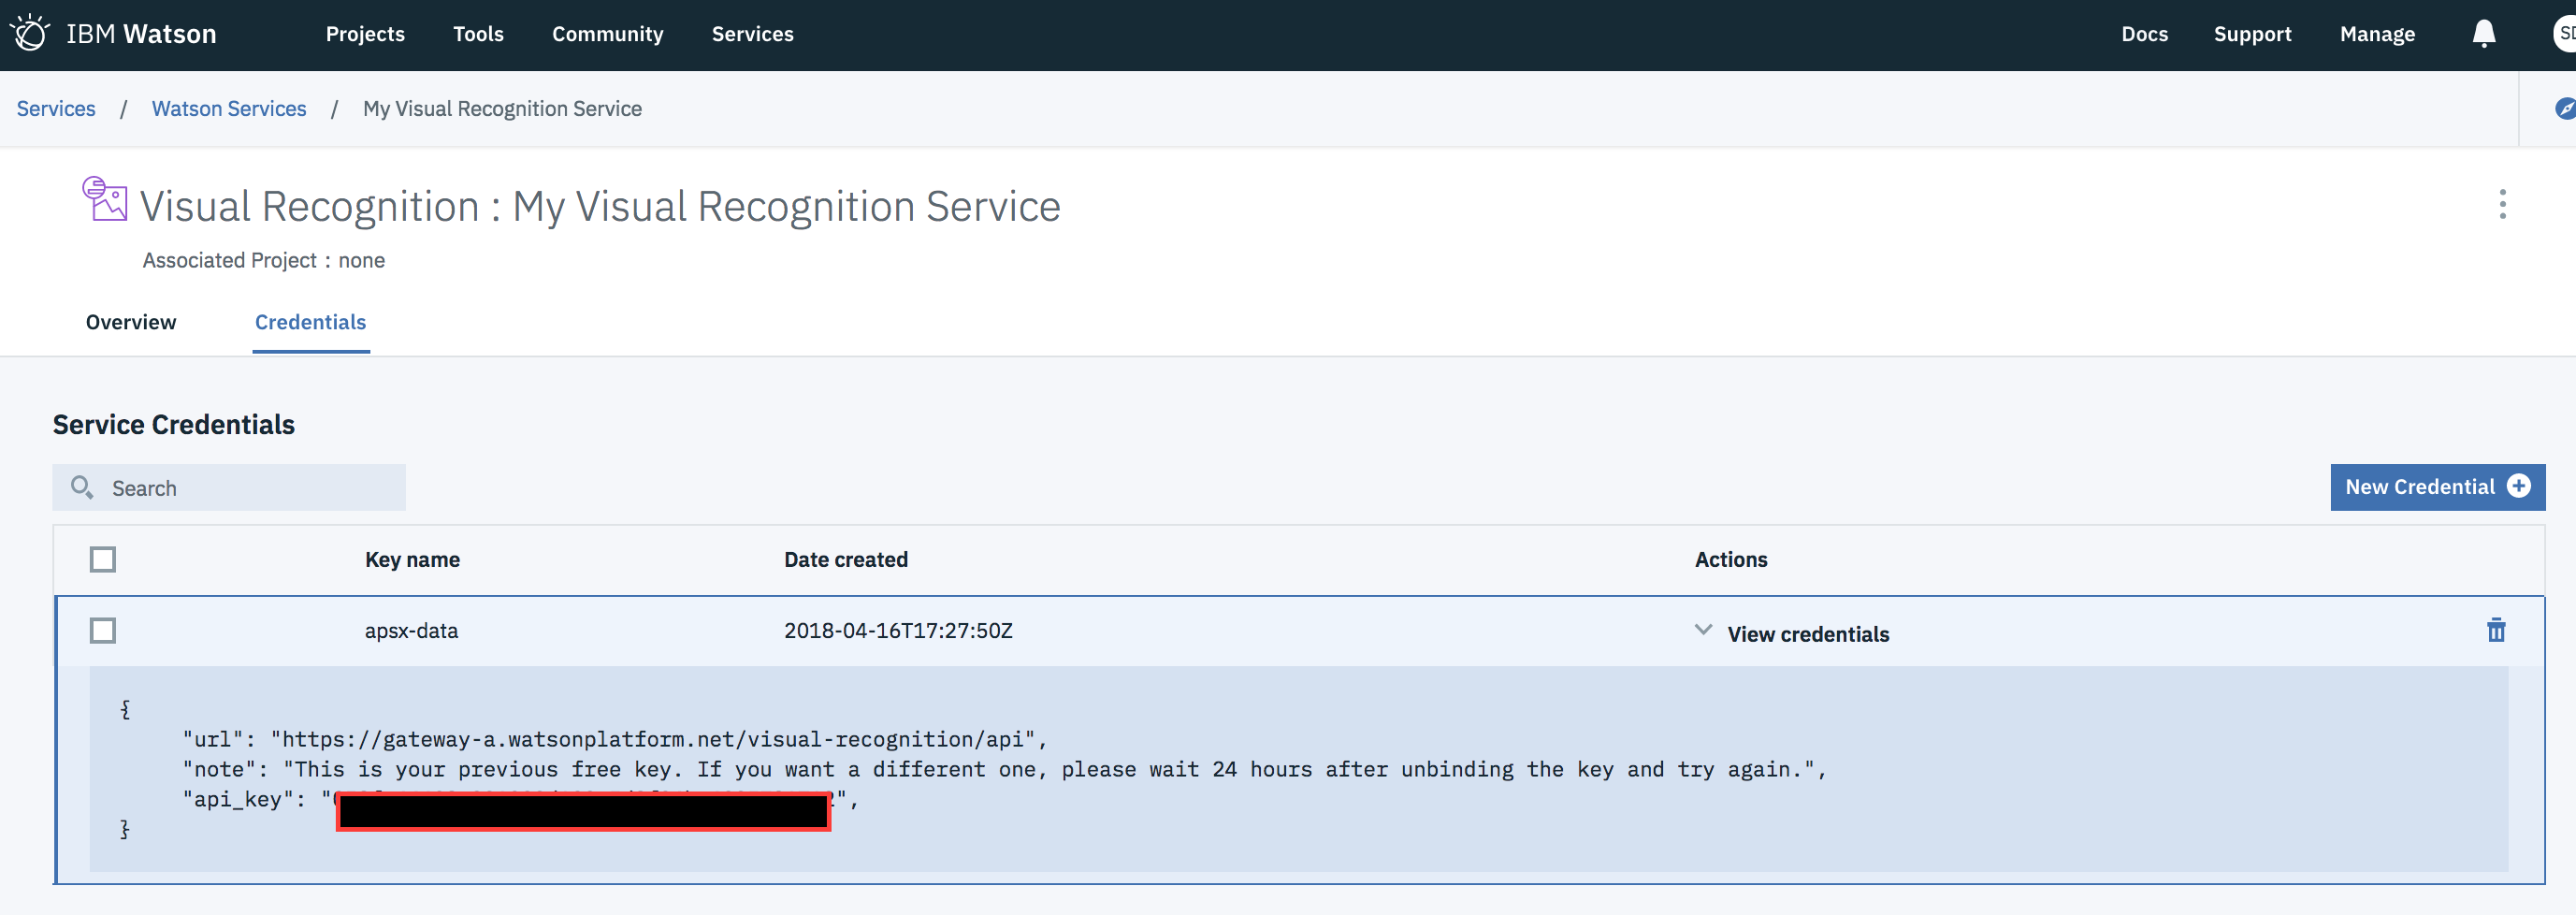 IBM Watson Projects Tools Community Services Docs Support Manage
Services / Watson Services / My Visual Recognition Service
Visual Recognition : My Visual Recognition Service
Associated Project : none
Overview Credentials
Service Credentials
Search
New Credential
Key name Date created Actions
apsx-data 2018-04-16T17:27:50Z View credentials
{
"url": "https://gateway-a.watsonplatform.net/visual-recognition/api",
"note": "This is your previous free key. If you want a different one, please wait 24 hours after unbinding the key and try again.",
"api_key": "
",
}